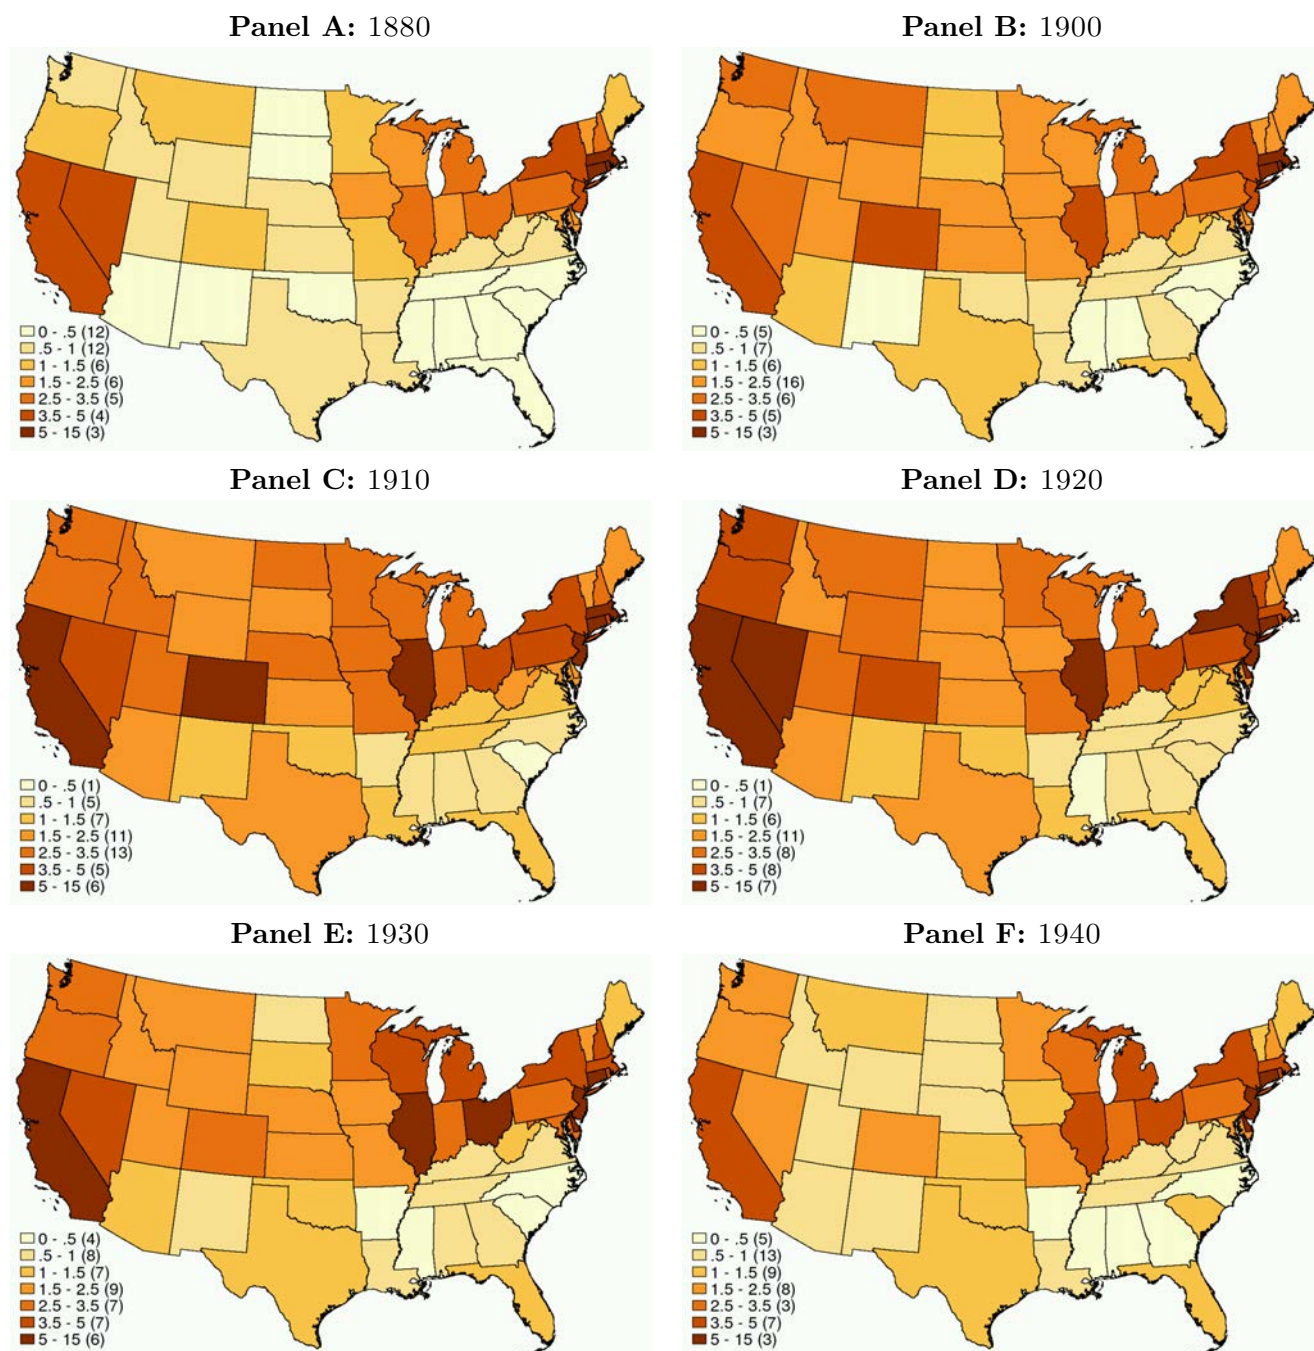 Panel A: 1880
0 - .5 (12)
.5 - 1 (12)
1 - 1.5 (6)
1.5 - 2.5 (6)
2.5 - 3.5 (5)
3.5 - 5 (4)
5 - 15 (3)
Panel B: 1900
0 - .5 (5)
.5 - 1 (7)
1 - 1.5 (6)
1.5 - 2.5 (16)
2.5 - 3.5 (6)
3.5 - 5 (5)
5 - 15 (3)
Panel C: 1910
0 - .5 (1)
.5 - 1 (5)
1 - 1.5 (7)
1.5 - 2.5 (11)
2.5 - 3.5 (13)
3.5 - 5 (5)
5 - 15 (6)
Panel D: 1920
0 - .5 (1)
.5 - 1 (7)
1 - 1.5 (6)
1.5 - 2.5 (11)
2.5 - 3.5 (8)
3.5 - 5 (8)
5 - 15 (7)
Panel E: 1930
0 - .5 (4)
.5 - 1 (8)
1 - 1.5 (7)
1.5 - 2.5 (9)
2.5 - 3.5 (7)
3.5 - 5 (7)
5 - 15 (6)
Panel F: 1940
0 - .5 (5)
.5 - 1 (13)
1 - 1.5 (9)
1.5 - 2.5 (8)
2.5 - 3.5 (3)
3.5 - 5 (7)
5 - 15 (3)